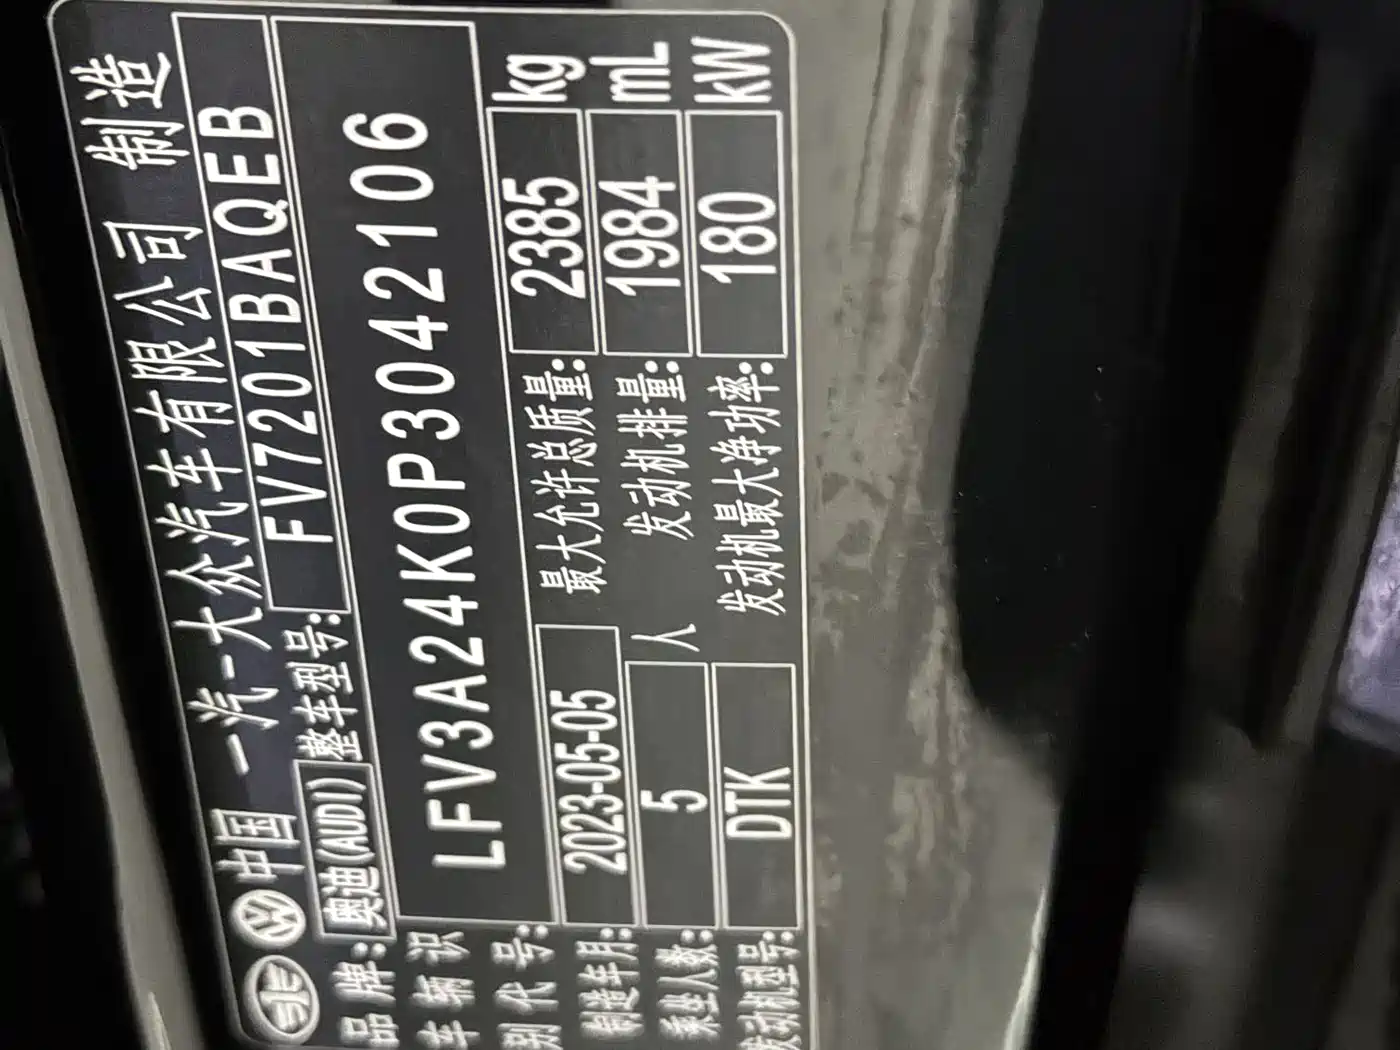 中国 一汽-大众汽车有限公司 制造
品牌: 奥迪(AUDI) 整车型号: FV7201BAQEB
车辆识别代号: LFV3A24K0P3042106
制造年月: 2023-05-05 最大允许总质量: 2385 kg
乘坐人数: 5 人 发动机排量: 1984 mL
发动机型号: DTK 发动机最大净功率: 180 kW